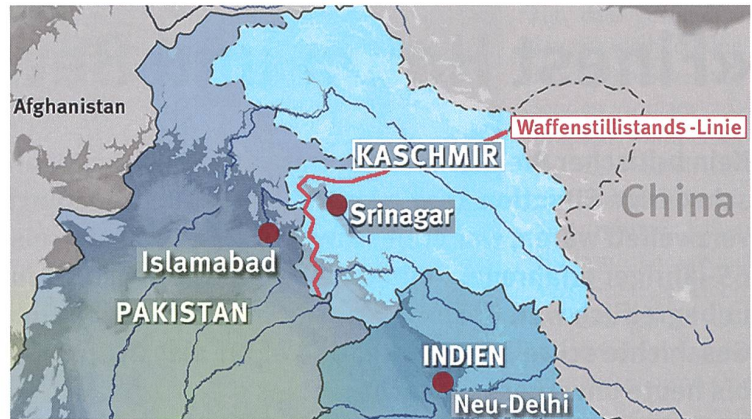 Afghanistan
Waffenstillistands-Linie
KASCHMIR
China
Srinagar
Islamabad
PAKISTAN
INDIEN
Neu-Delhi